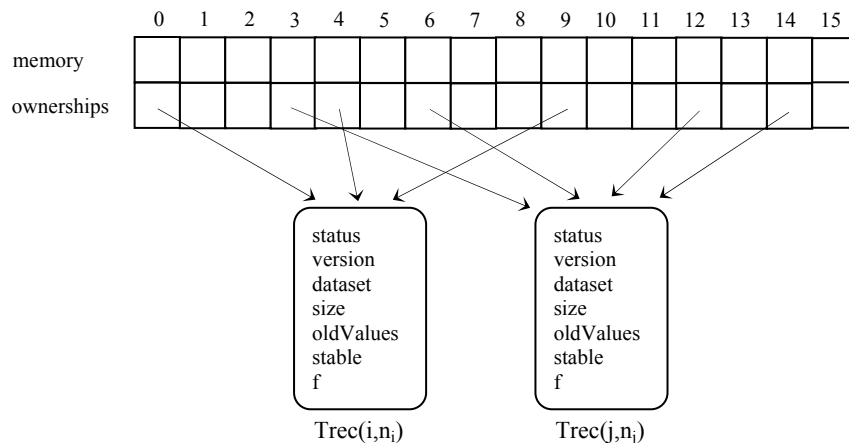 0 1 2 3 4 5 6 7 8 9 10 11 12 13 14 15
memory
ownerships
status
version
dataset
size
oldValues
stable
f
status
version
dataset
size
oldValues
stable
f
Trec(i,nᵢ)
Trec(j,nⱼ)